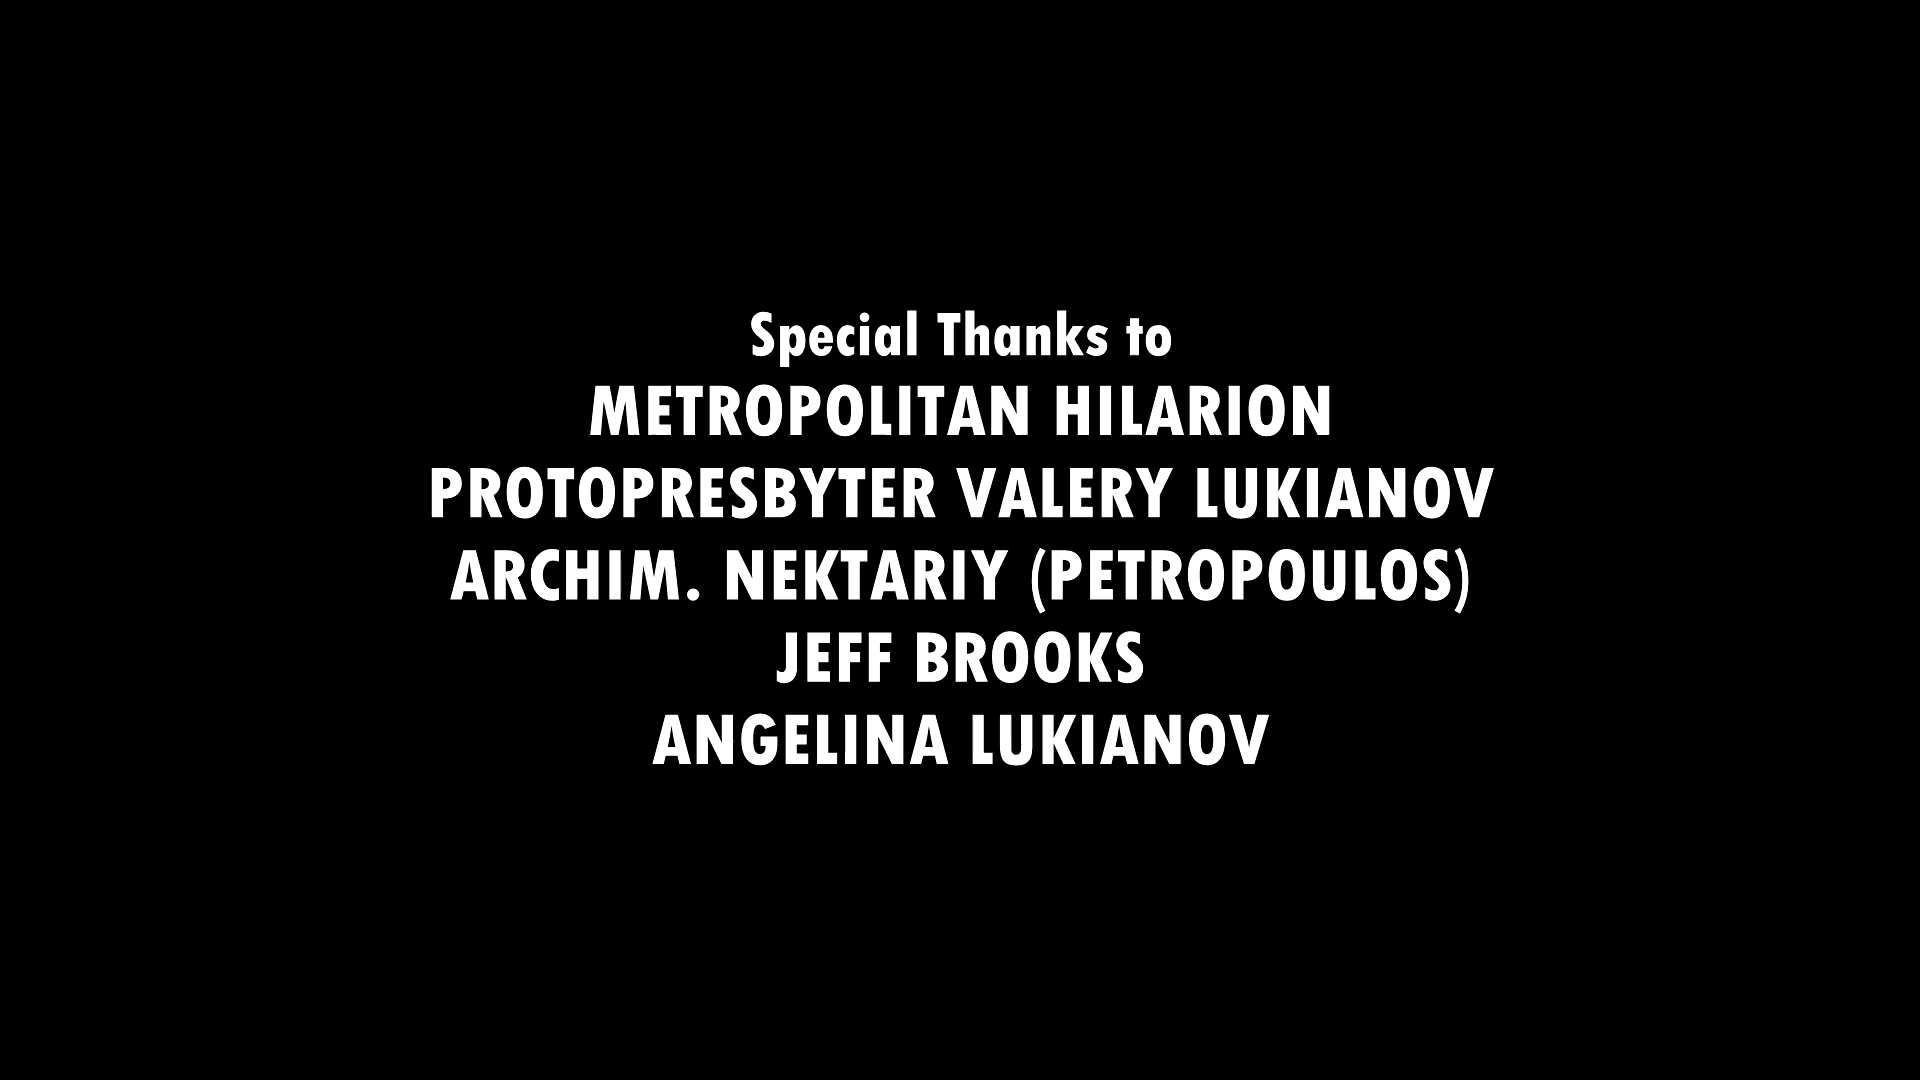 Special Thanks to
METROPOLITAN HILARION
PROTOPRESBYTER VALERY LUKIANOV
ARCHIM. NEKTARIY (PETROPOULOS)
JEFF BROOKS
ANGELINA LUKIANOV